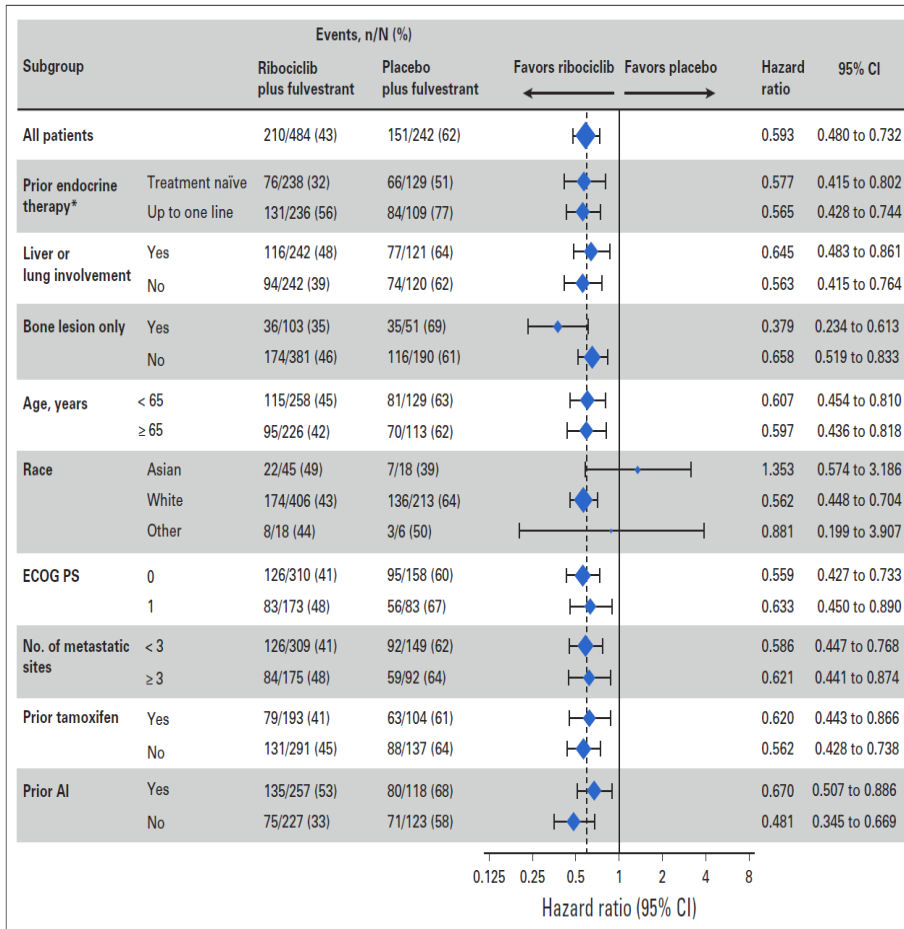 Events, n/N (%)
Subgroup Ribociclib plus fulvestrant Placebo plus fulvestrant Favors ribociclib Favors placebo Hazard ratio 95% CI
All patients 210/484 (43) 151/242 (62) 0.593 0.480 to 0.732
Prior endocrine therapy* Treatment naïve 76/238 (32) 66/129 (51) 0.577 0.415 to 0.802
Up to one line 131/236 (56) 84/109 (77) 0.565 0.428 to 0.744
Liver or lung involvement Yes 116/242 (48) 77/121 (64) 0.645 0.483 to 0.861
No 94/242 (39) 74/120 (62) 0.563 0.415 to 0.764
Bone lesion only Yes 36/103 (35) 35/51 (69) 0.379 0.234 to 0.613
No 174/381 (46) 116/190 (61) 0.658 0.519 to 0.833
Age, years < 65 115/258 (45) 81/129 (63) 0.607 0.454 to 0.810
≥ 65 95/226 (42) 70/113 (62) 0.597 0.436 to 0.818
Race Asian 22/45 (49) 7/18 (39) 1.353 0.574 to 3.186
White 174/406 (43) 136/213 (64) 0.562 0.448 to 0.704
Other 8/18 (44) 3/6 (50) 0.881 0.199 to 3.907
ECOG PS 0 126/310 (41) 95/158 (60) 0.559 0.427 to 0.733
1 83/173 (48) 56/83 (67) 0.633 0.450 to 0.890
No. of metastatic sites < 3 126/309 (41) 92/149 (62) 0.586 0.447 to 0.768
≥ 3 84/175 (48) 59/92 (64) 0.621 0.441 to 0.874
Prior tamoxifen Yes 79/193 (41) 63/104 (61) 0.620 0.443 to 0.866
No 131/291 (45) 88/137 (64) 0.562 0.428 to 0.738
Prior AI Yes 135/257 (53) 80/118 (68) 0.670 0.507 to 0.886
No 75/227 (33) 71/123 (58) 0.481 0.345 to 0.669
0.125 0.25 0.5 1 2 4 8
Hazard ratio (95% CI)